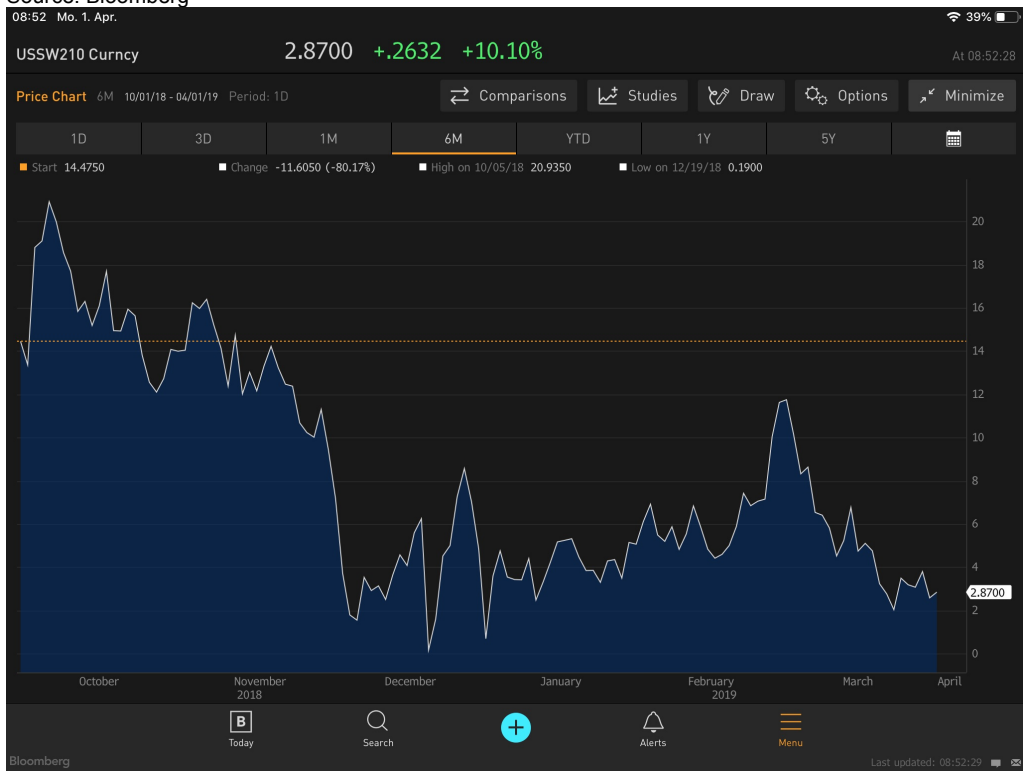 Source: Bloomberg
08:52 Mo. 1. Apr. 39%
USSW210 Curncy 2.8700 +.2632 +10.10% At 08:52:28
Price Chart 6M 10/01/18 - 04/01/19 Period: 1D Comparisons Studies Draw Options Minimize
1D 3D 1M 6M YTD 1Y 5Y
Start 14.4750 Change -11.6050 (-80.17%) High on 10/05/18 20.9350 Low on 12/19/18 0.1900
20
18
16
14
12
10
8
6
4
2.8700
2
0
October November December January February March April
2018 2019
B
Today Search Alerts Menu
Bloomberg Last updated: 08:52:29